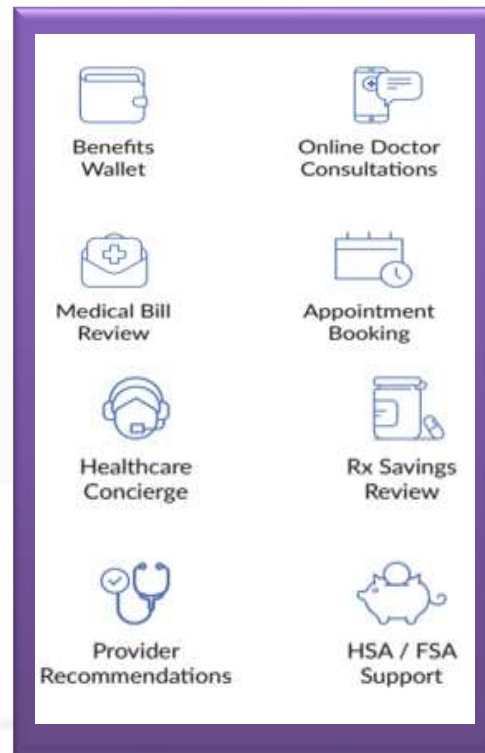 Benefits
Wallet
Online Doctor
Consultations
Medical Bill
Review
Appointment
Booking
Healthcare
Concierge
Rx Savings
Review
Provider
Recommendations
HSA / FSA
Support